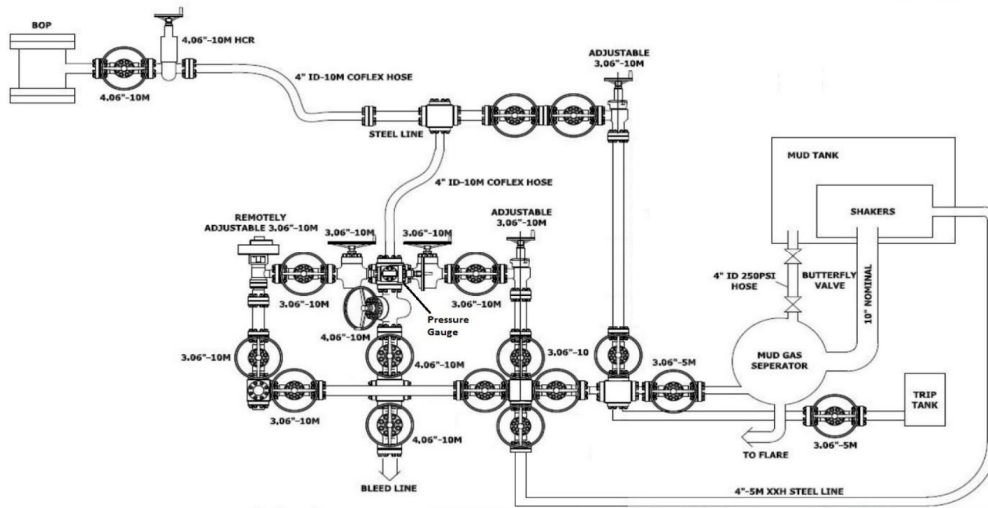 BOP
4.06"-10M HCR
4.06"-10M
4" ID-10M COFLEX HOSE
STEEL LINE
ADJUSTABLE
3.06"-10M
4" ID-10M COFLEX HOSE
MUD TANK
SHAKERS
REMOTELY
ADJUSTABLE 3.06"-10M
3.06"-10M
3.06"-10M
ADJUSTABLE
3.06"-10M
4" ID 250PSI
HOSE
BUTTERFLY
VALVE
10" NOMINAL
3.06"-10M
3.06"-10M
Pressure
Gauge
4.06"-10M
3.06"-10M
4.06"-10M
3.06"-10
3.06"-5M
MUD GAS
SEPERATOR
TRIP
TANK
3.06"-10M
4.06"-10M
3.06"-5M
TO FLARE
BLEED LINE
4"-5M XXH STEEL LINE